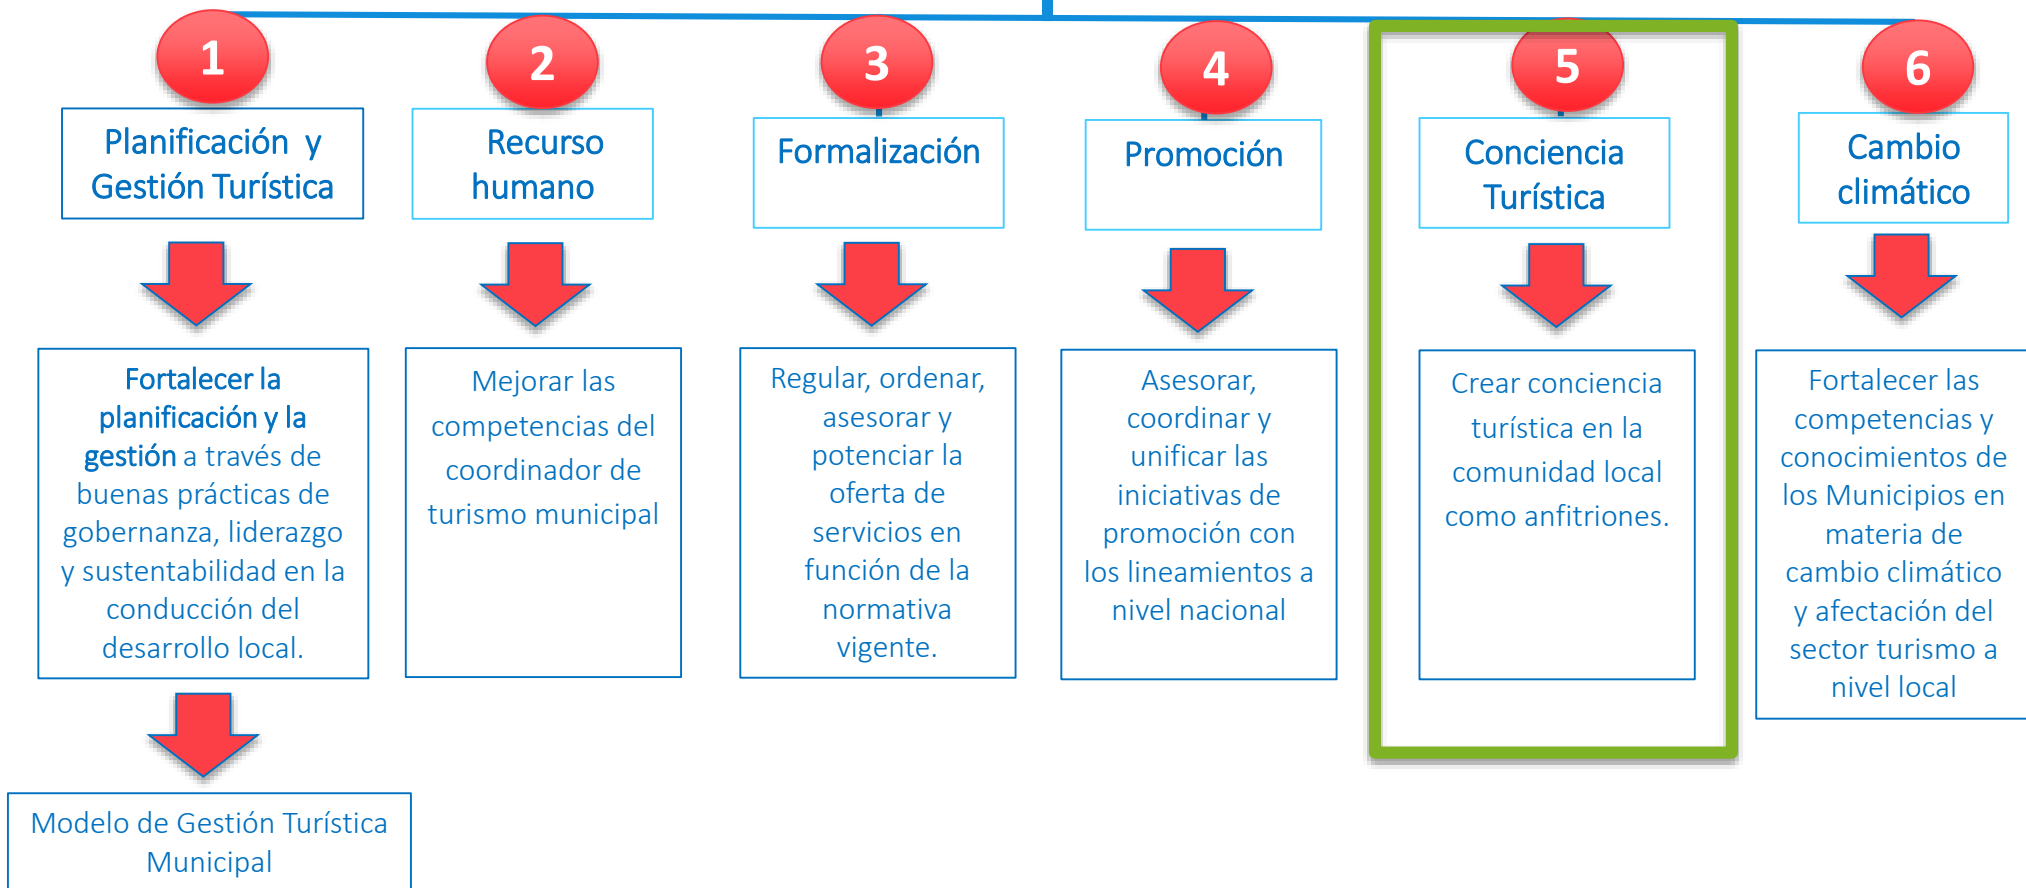 1
Planificación y
Gestión Turística
Fortalecer la
planificación y la
gestión a través de
buenas prácticas de
gobernanza, liderazgo
y sustentabilidad en la
conducción del
desarrollo local.
Modelo de Gestión Turística
Municipal
2
Recurso
humano
Mejorar las
competencias del
coordinador de
turismo municipal
3
Formalización
Regular, ordenar,
asesorar y
potenciar la
oferta de
servicios en
función de la
normativa
vigente.
4
Promoción
Asesorar,
coordinar y
unificar las
iniciativas de
promoción con
los lineamientos a
nivel nacional
5
Conciencia
Turística
Crear conciencia
turística en la
comunidad local
como anfitriones.
6
Cambio
climático
Fortalecer las
competencias y
conocimientos de
los Municipios en
materia de
cambio climático
y afectación del
sector turismo a
nivel local